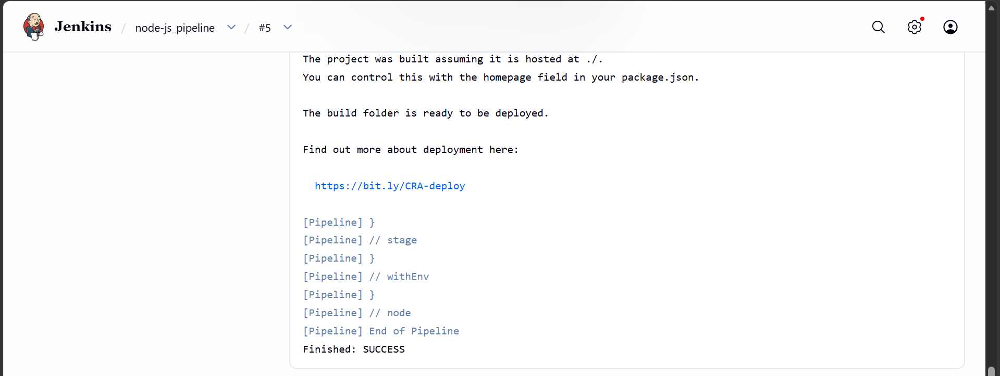 Jenkins / node-js_pipeline / #5
The project was built assuming it is hosted at ./.
You can control this with the homepage field in your package.json.
The build folder is ready to be deployed.
Find out more about deployment here:
https://bit.ly/CRA-deploy
[Pipeline] }
[Pipeline] // stage
[Pipeline] }
[Pipeline] // withEnv
[Pipeline] }
[Pipeline] // node
[Pipeline] End of Pipeline
Finished: SUCCESS